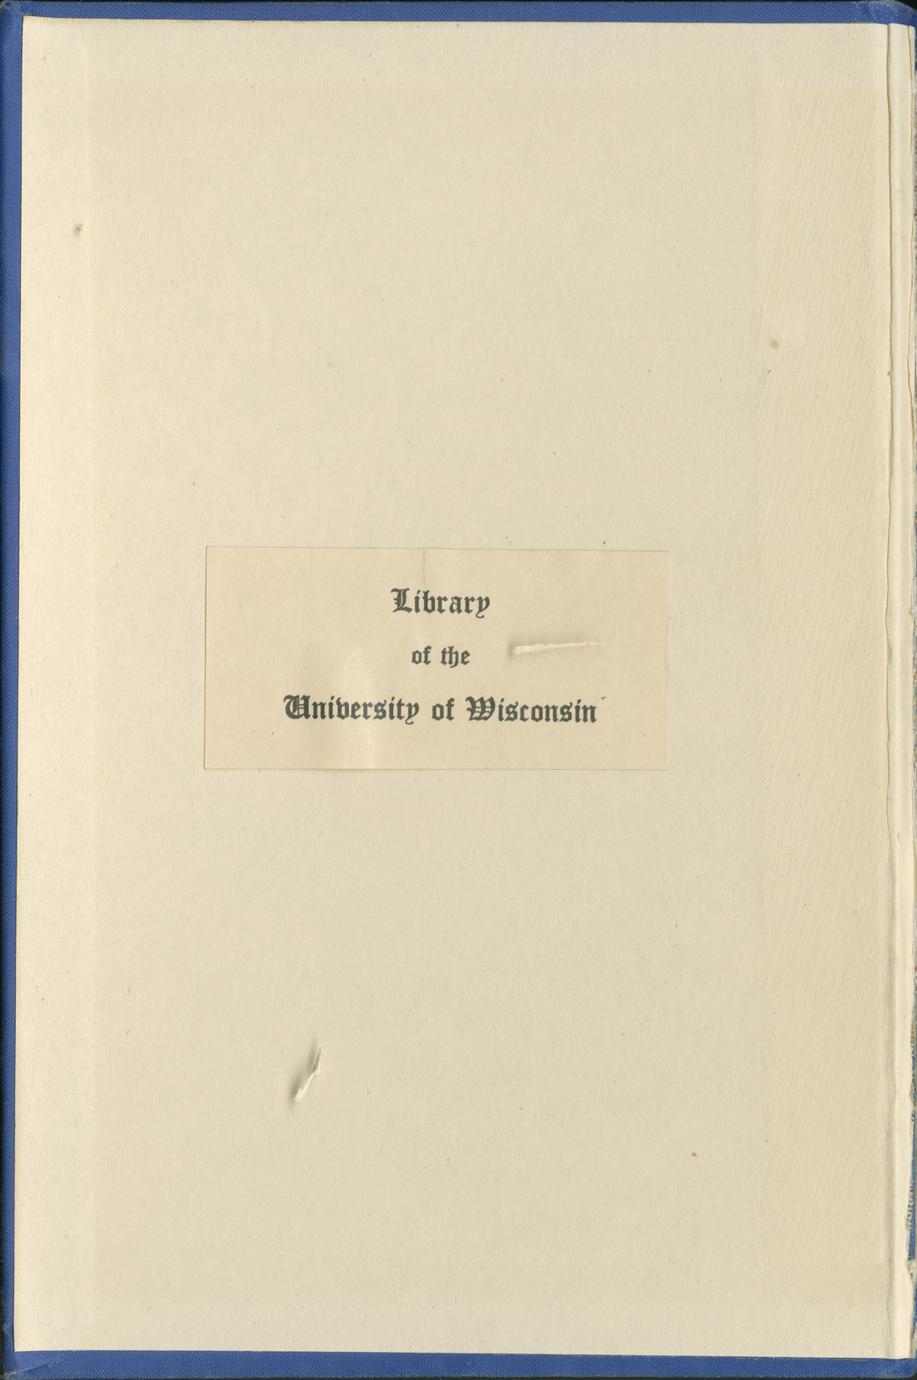 Library
of the
University of Wisconsin